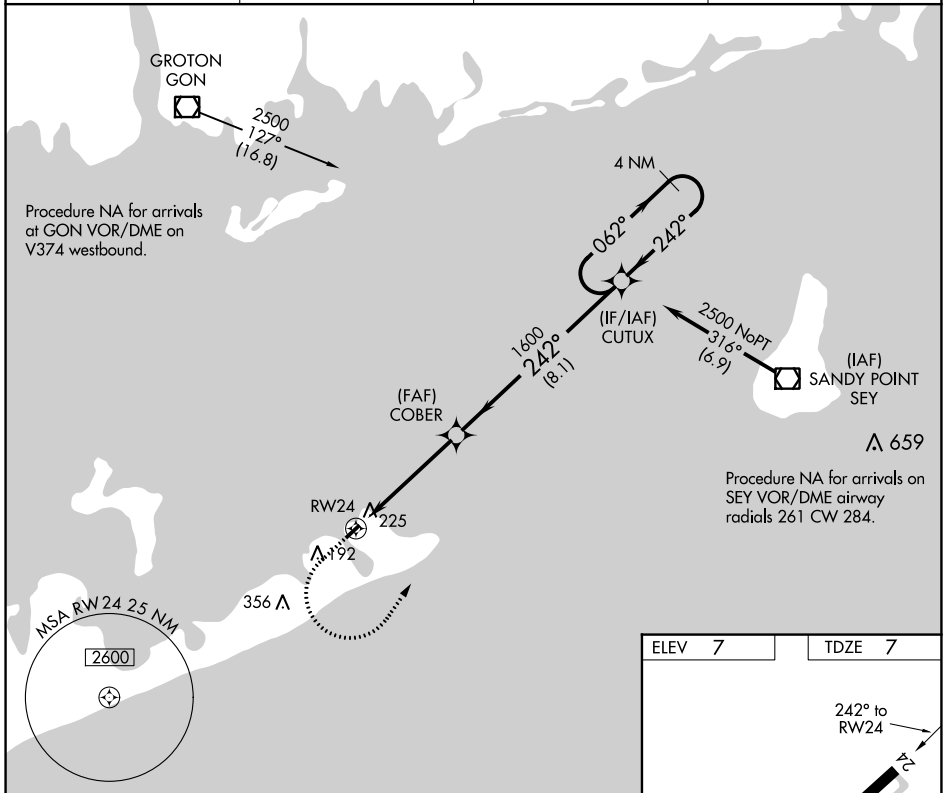 GROTON
GON
2500
127°
(16.8)
Procedure NA for arrivals
at GON VOR/DME on
V374 westbound.
4 NM
062°
242°
(IF/IAF)
CUTUX
2500 NoPT
316°
(6.9)
(IAF)
SANDY POINT
SEY
659
Procedure NA for arrivals on
SEY VOR/DME airway
radials 261 CW 284.
1600
242°
(8.1)
(FAF)
COBER
RW24
225
192
356
MSA RW24 25 NM
2600
ELEV 7
TDZE 7
242° to
RW24
24